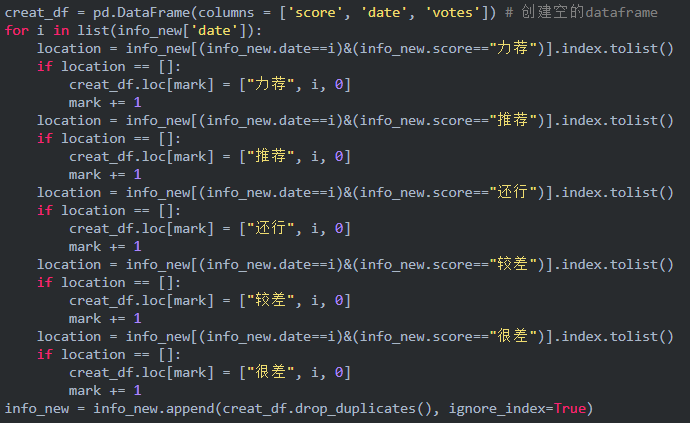 creat_df = pd.DataFrame(columns = ['score', 'date', 'votes']) # 创建空的dataframe
for i in list(info_new['date']):
    location = info_new[(info_new.date==i)&(info_new.score=="力荐")].index.tolist()
    if location == []:
        creat_df.loc[mark] = ["力荐", i, 0]
        mark += 1
    location = info_new[(info_new.date==i)&(info_new.score=="推荐")].index.tolist()
    if location == []:
        creat_df.loc[mark] = ["推荐", i, 0]
        mark += 1
    location = info_new[(info_new.date==i)&(info_new.score=="还行")].index.tolist()
    if location == []:
        creat_df.loc[mark] = ["还行", i, 0]
        mark += 1
    location = info_new[(info_new.date==i)&(info_new.score=="较差")].index.tolist()
    if location == []:
        creat_df.loc[mark] = ["较差", i, 0]
        mark += 1
    location = info_new[(info_new.date==i)&(info_new.score=="很差")].index.tolist()
    if location == []:
        creat_df.loc[mark] = ["很差", i, 0]
        mark += 1
info_new = info_new.append(creat_df.drop_duplicates(), ignore_index=True)